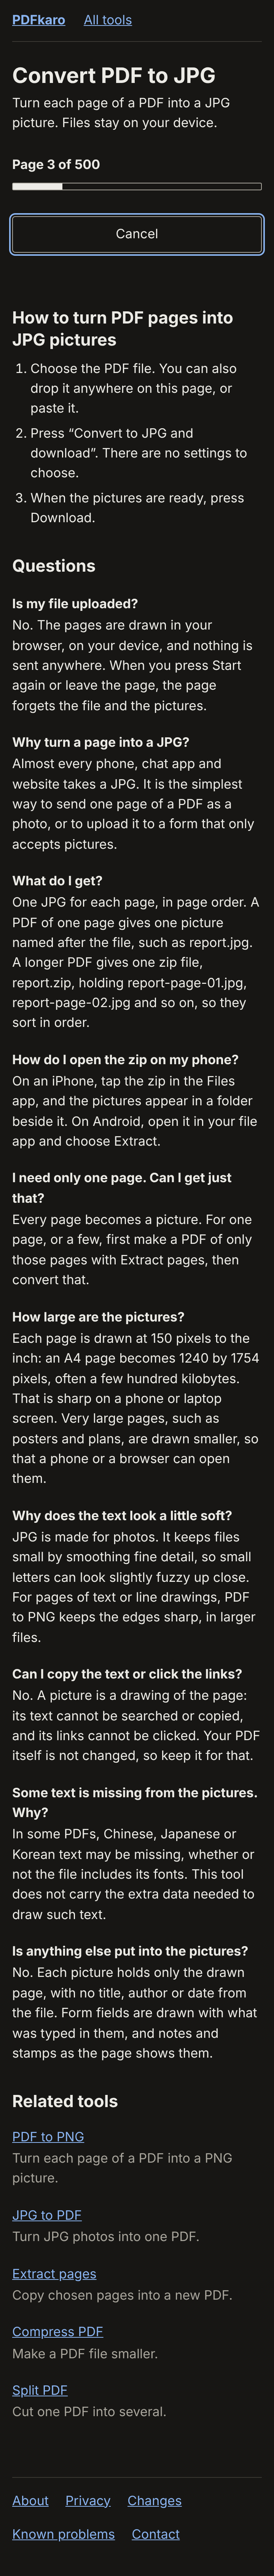 PDFkaro All tools
Convert PDF to JPG
Turn each page of a PDF into a JPG
picture. Files stay on your device.
Page 3 of 500
Cancel
How to turn PDF pages into
JPG pictures
1. Choose the PDF file. You can also
drop it anywhere on this page, or
paste it.
2. Press “Convert to JPG and
download”. There are no settings to
choose.
3. When the pictures are ready, press
Download.
Questions
Is my file uploaded?
No. The pages are drawn in your
browser, on your device, and nothing is
sent anywhere. When you press Start
again or leave the page, the page
forgets the file and the pictures.
Why turn a page into a JPG?
Almost every phone, chat app and
website takes a JPG. It is the simplest
way to send one page of a PDF as a
photo, or to upload it to a form that only
accepts pictures.
What do I get?
One JPG for each page, in page order. A
PDF of one page gives one picture
named after the file, such as report.jpg.
A longer PDF gives one zip file,
report.zip, holding report-page-01.jpg,
report-page-02.jpg and so on, so they
sort in order.
How do I open the zip on my phone?
On an iPhone, tap the zip in the Files
app, and the pictures appear in a folder
beside it. On Android, open it in your file
app and choose Extract.
I need only one page. Can I get just
that?
Every page becomes a picture. For one
page, or a few, first make a PDF of only
those pages with Extract pages, then
convert that.
How large are the pictures?
Each page is drawn at 150 pixels to the
inch: an A4 page becomes 1240 by 1754
pixels, often a few hundred kilobytes.
That is sharp on a phone or laptop
screen. Very large pages, such as
posters and plans, are drawn smaller, so
that a phone or a browser can open
them.
Why does the text look a little soft?
JPG is made for photos. It keeps files
small by smoothing fine detail, so small
letters can look slightly fuzzy up close.
For pages of text or line drawings, PDF
to PNG keeps the edges sharp, in larger
files.
Can I copy the text or click the links?
No. A picture is a drawing of the page:
its text cannot be searched or copied,
and its links cannot be clicked. Your PDF
itself is not changed, so keep it for that.
Some text is missing from the pictures.
Why?
In some PDFs, Chinese, Japanese or
Korean text may be missing, whether or
not the file includes its fonts. This tool
does not carry the extra data needed to
draw such text.
Is anything else put into the pictures?
No. Each picture holds only the drawn
page, with no title, author or date from
the file. Form fields are drawn with what
was typed in them, and notes and
stamps as the page shows them.
Related tools
PDF to PNG
Turn each page of a PDF into a PNG
picture.
JPG to PDF
Turn JPG photos into one PDF.
Extract pages
Copy chosen pages into a new PDF.
Compress PDF
Make a PDF file smaller.
Split PDF
Cut one PDF into several.
About Privacy Changes
Known problems Contact